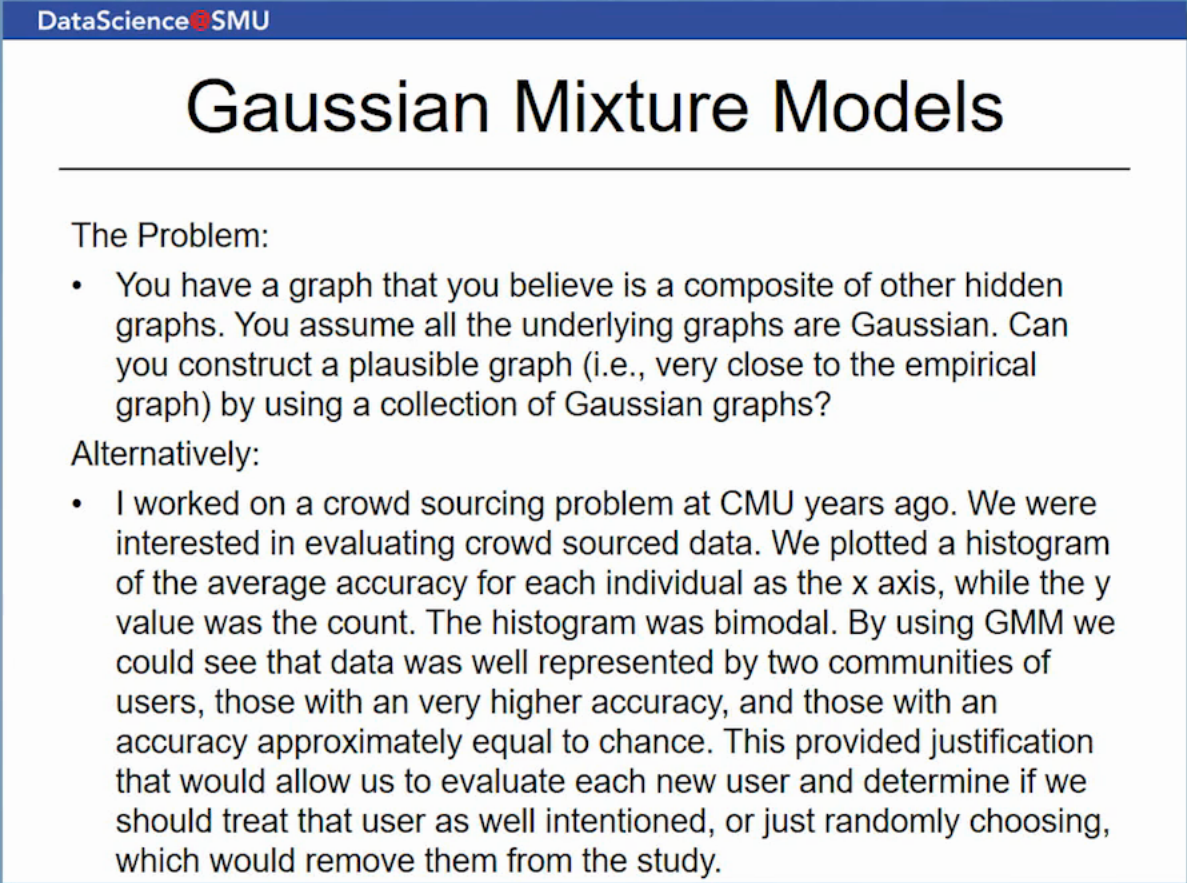 DataScience@SMU
Gaussian Mixture Models
The Problem:
• You have a graph that you believe is a composite of other hidden
graphs. You assume all the underlying graphs are Gaussian. Can
you construct a plausible graph (i.e., very close to the empirical
graph) by using a collection of Gaussian graphs?
Alternatively:
• I worked on a crowd sourcing problem at CMU years ago. We were
interested in evaluating crowd sourced data. We plotted a histogram
of the average accuracy for each individual as the x axis, while the y
value was the count. The histogram was bimodal. By using GMM we
could see that data was well represented by two communities of
users, those with an very higher accuracy, and those with an
accuracy approximately equal to chance. This provided justification
that would allow us to evaluate each new user and determine if we
should treat that user as well intentioned, or just randomly choosing,
which would remove them from the study.